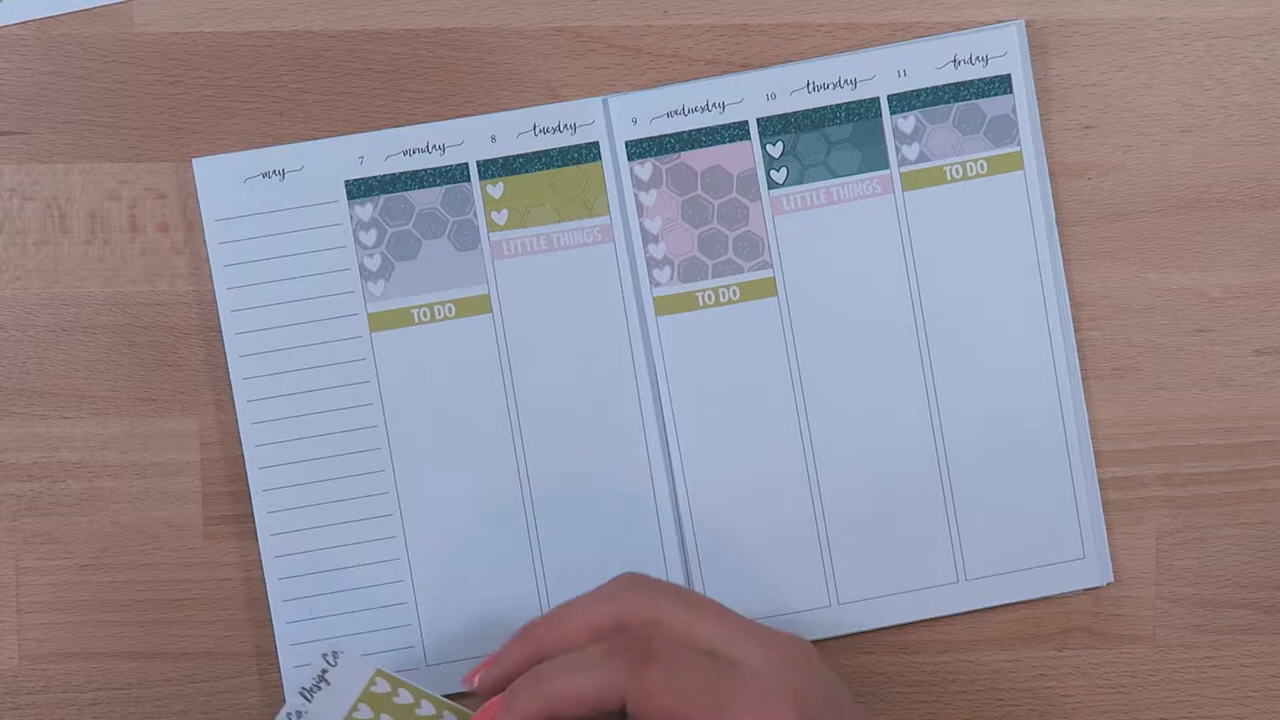 may
7 monday
8 tuesday
9 wednesday
10 thursday
11 friday
TO DO
LITTLE THINGS
TO DO
LITTLE THINGS
TO DO
Co. Design Co.